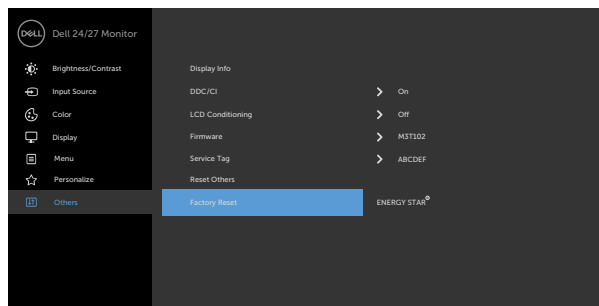 DELL Dell 24/27 Monitor
Brightness/Contrast Display Info
Input Source DDC/CI On
Color LCD Conditioning Off
Display Firmware M3T102
Menu Service Tag ABCDEF
Personalize Reset Others
Others Factory Reset ENERGY STAR®